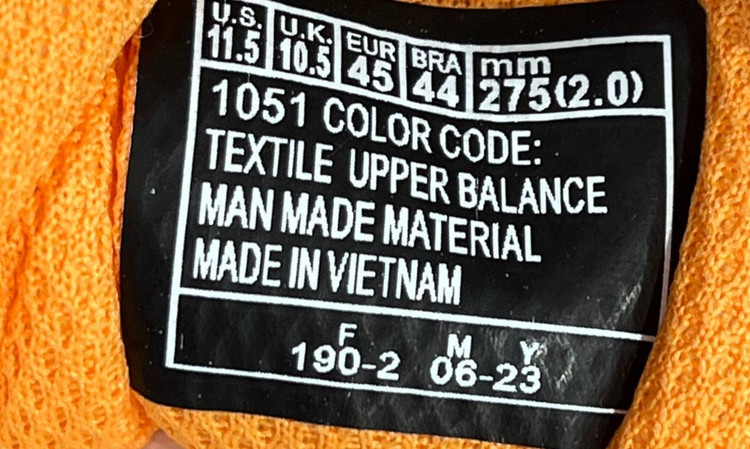 U.S. U.K. EUR BRA mm
11.5 10.5 45 44 275(2.0)
1051 COLOR CODE:
TEXTILE UPPER BALANCE
MAN MADE MATERIAL
MADE IN VIETNAM
F M Y
190-2 06-23